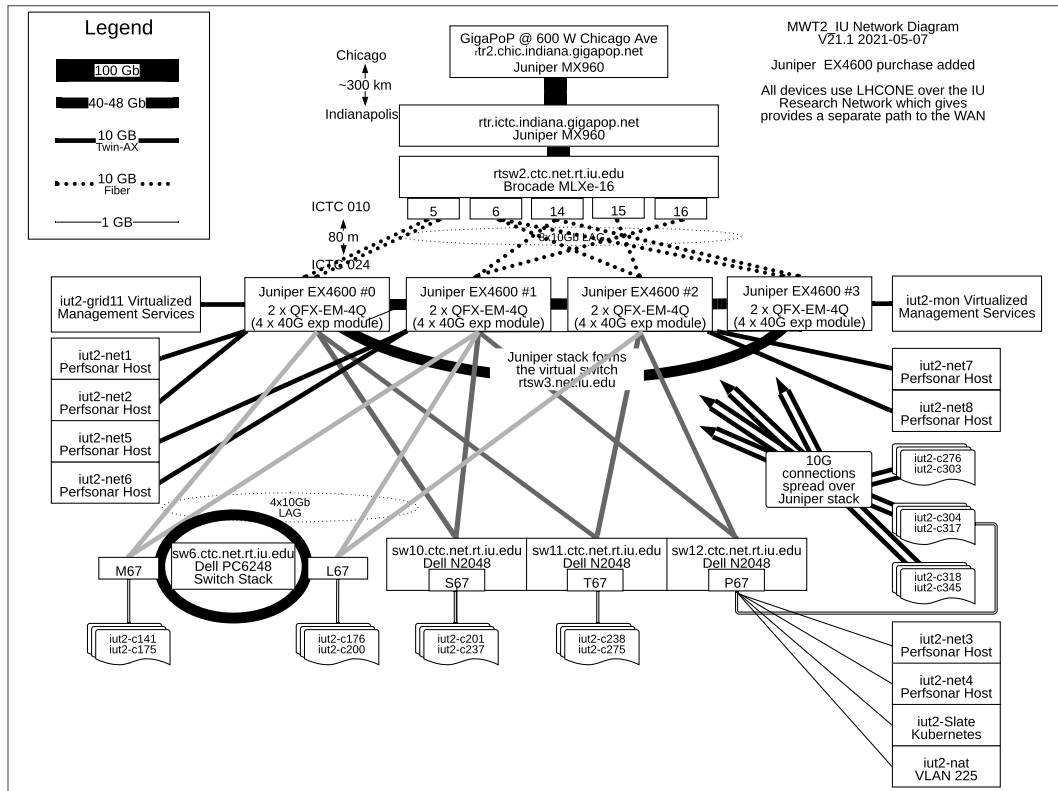 Legend
100 Gb
40-48 Gb
10 GB
Twin-AX
10 GB
Fiber
1 GB
Chicago
~300 km
Indianapolis
GigaPoP @ 600 W Chicago Ave
rtr2.chic.indiana.gigapop.net
Juniper MX960
MWT2_IU Network Diagram
V21.1 2021-05-07
Juniper EX4600 purchase added
All devices use LHCONE over the IU
Research Network which gives
provides a separate path to the WAN
rtr.ictc.indiana.gigapop.net
Juniper MX960
rtsw2.ctc.net.rt.iu.edu
Brocade MLXe-16
5
6
14
15
16
ICTC 010
80 m
ICTC 024
8x10Gb LAG
iut2-grid11 Virtualized
Management Services
Juniper EX4600 #0
2 x QFX-EM-4Q
(4 x 40G exp module)
Juniper EX4600 #1
2 x QFX-EM-4Q
(4 x 40G exp module)
Juniper EX4600 #2
2 x QFX-EM-4Q
(4 x 40G exp module)
Juniper EX4600 #3
2 x QFX-EM-4Q
(4 x 40G exp module)
iut2-mon Virtualized
Management Services
iut2-net1
Perfsonar Host
iut2-net2
Perfsonar Host
iut2-net5
Perfsonar Host
iut2-net6
Perfsonar Host
Juniper stack forms
the virtual switch
rtsw3.net.iu.edu
iut2-net7
Perfsonar Host
iut2-net8
Perfsonar Host
10G
connections
spread over
Juniper stack
iut2-c276
iut2-c303
iut2-c304
iut2-c317
iut2-c318
iut2-c345
4x10Gb
LAG
M67
sw6.ctc.net.rt.iu.edu
Dell PC6248
Switch Stack
L67
sw10.ctc.net.rt.iu.edu
Dell N2048
S67
sw11.ctc.net.rt.iu.edu
Dell N2048
T67
sw12.ctc.net.rt.iu.edu
Dell N2048
P67
iut2-c141
iut2-c175
iut2-c176
iut2-c200
iut2-c201
iut2-c237
iut2-c238
iut2-c275
iut2-net3
Perfsonar Host
iut2-net4
Perfsonar Host
iut2-Slate
Kubernetes
iut2-nat
VLAN 225